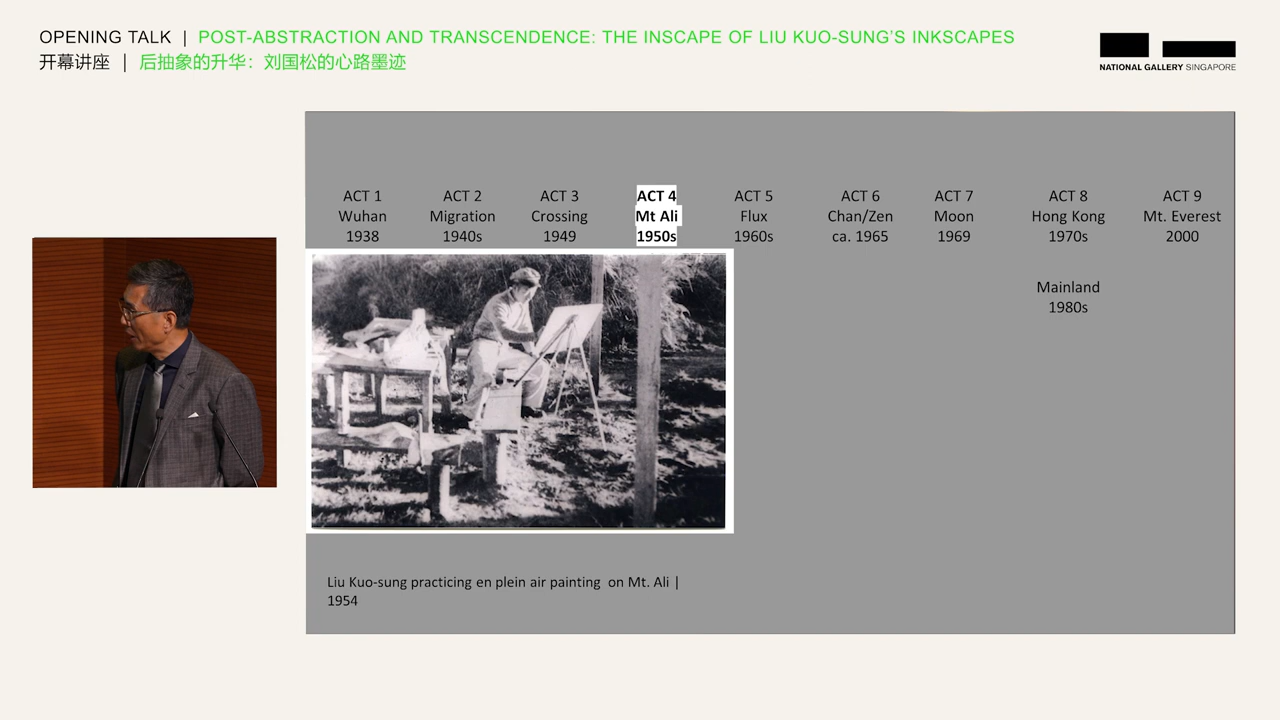 OPENING TALK | POST-ABSTRACTION AND TRANSCENDENCE: THE INSCAPE OF LIU KUO-SUNG'S INKSCAPES
开幕讲座 | 后抽象的升华：刘国松的心路墨迹
NATIONAL GALLERY SINGAPORE
ACT 1
Wuhan
1938
ACT 2
Migration
1940s
ACT 3
Crossing
1949
ACT 4
Mt Ali
1950s
ACT 5
Flux
1960s
ACT 6
Chan/Zen
ca. 1965
ACT 7
Moon
1969
ACT 8
Hong Kong
1970s
Mainland
1980s
ACT 9
Mt. Everest
2000
Liu Kuo-sung practicing en plein air painting on Mt. Ali |
1954